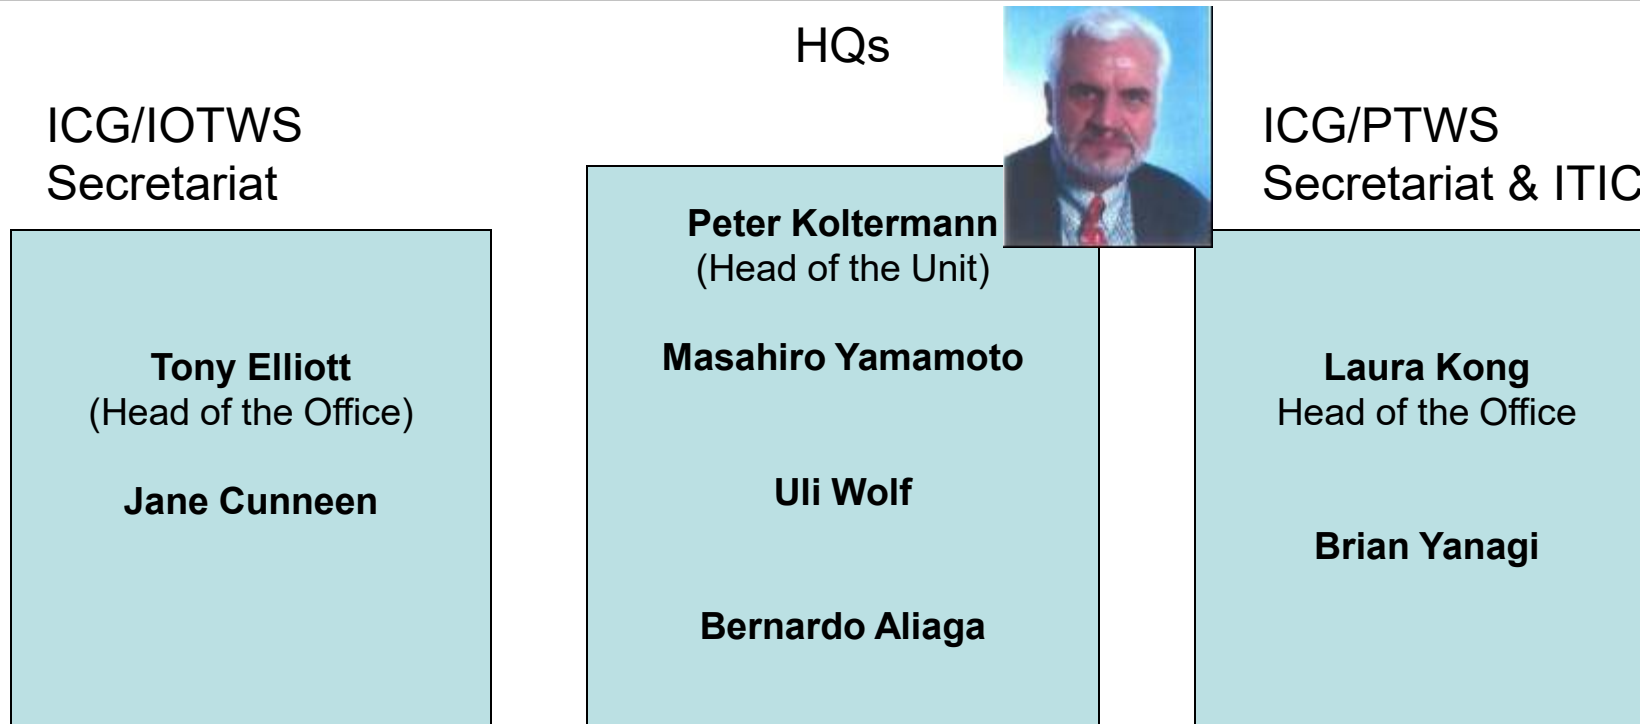 HQs
ICG/IOTWS
Secretariat
Tony Elliott
(Head of the Office)
Jane Cunneen
Peter Koltermann
(Head of the Unit)
Masahiro Yamamoto
Uli Wolf
Bernardo Aliaga
ICG/PTWS
Secretariat & ITIC
Laura Kong
Head of the Office
Brian Yanagi